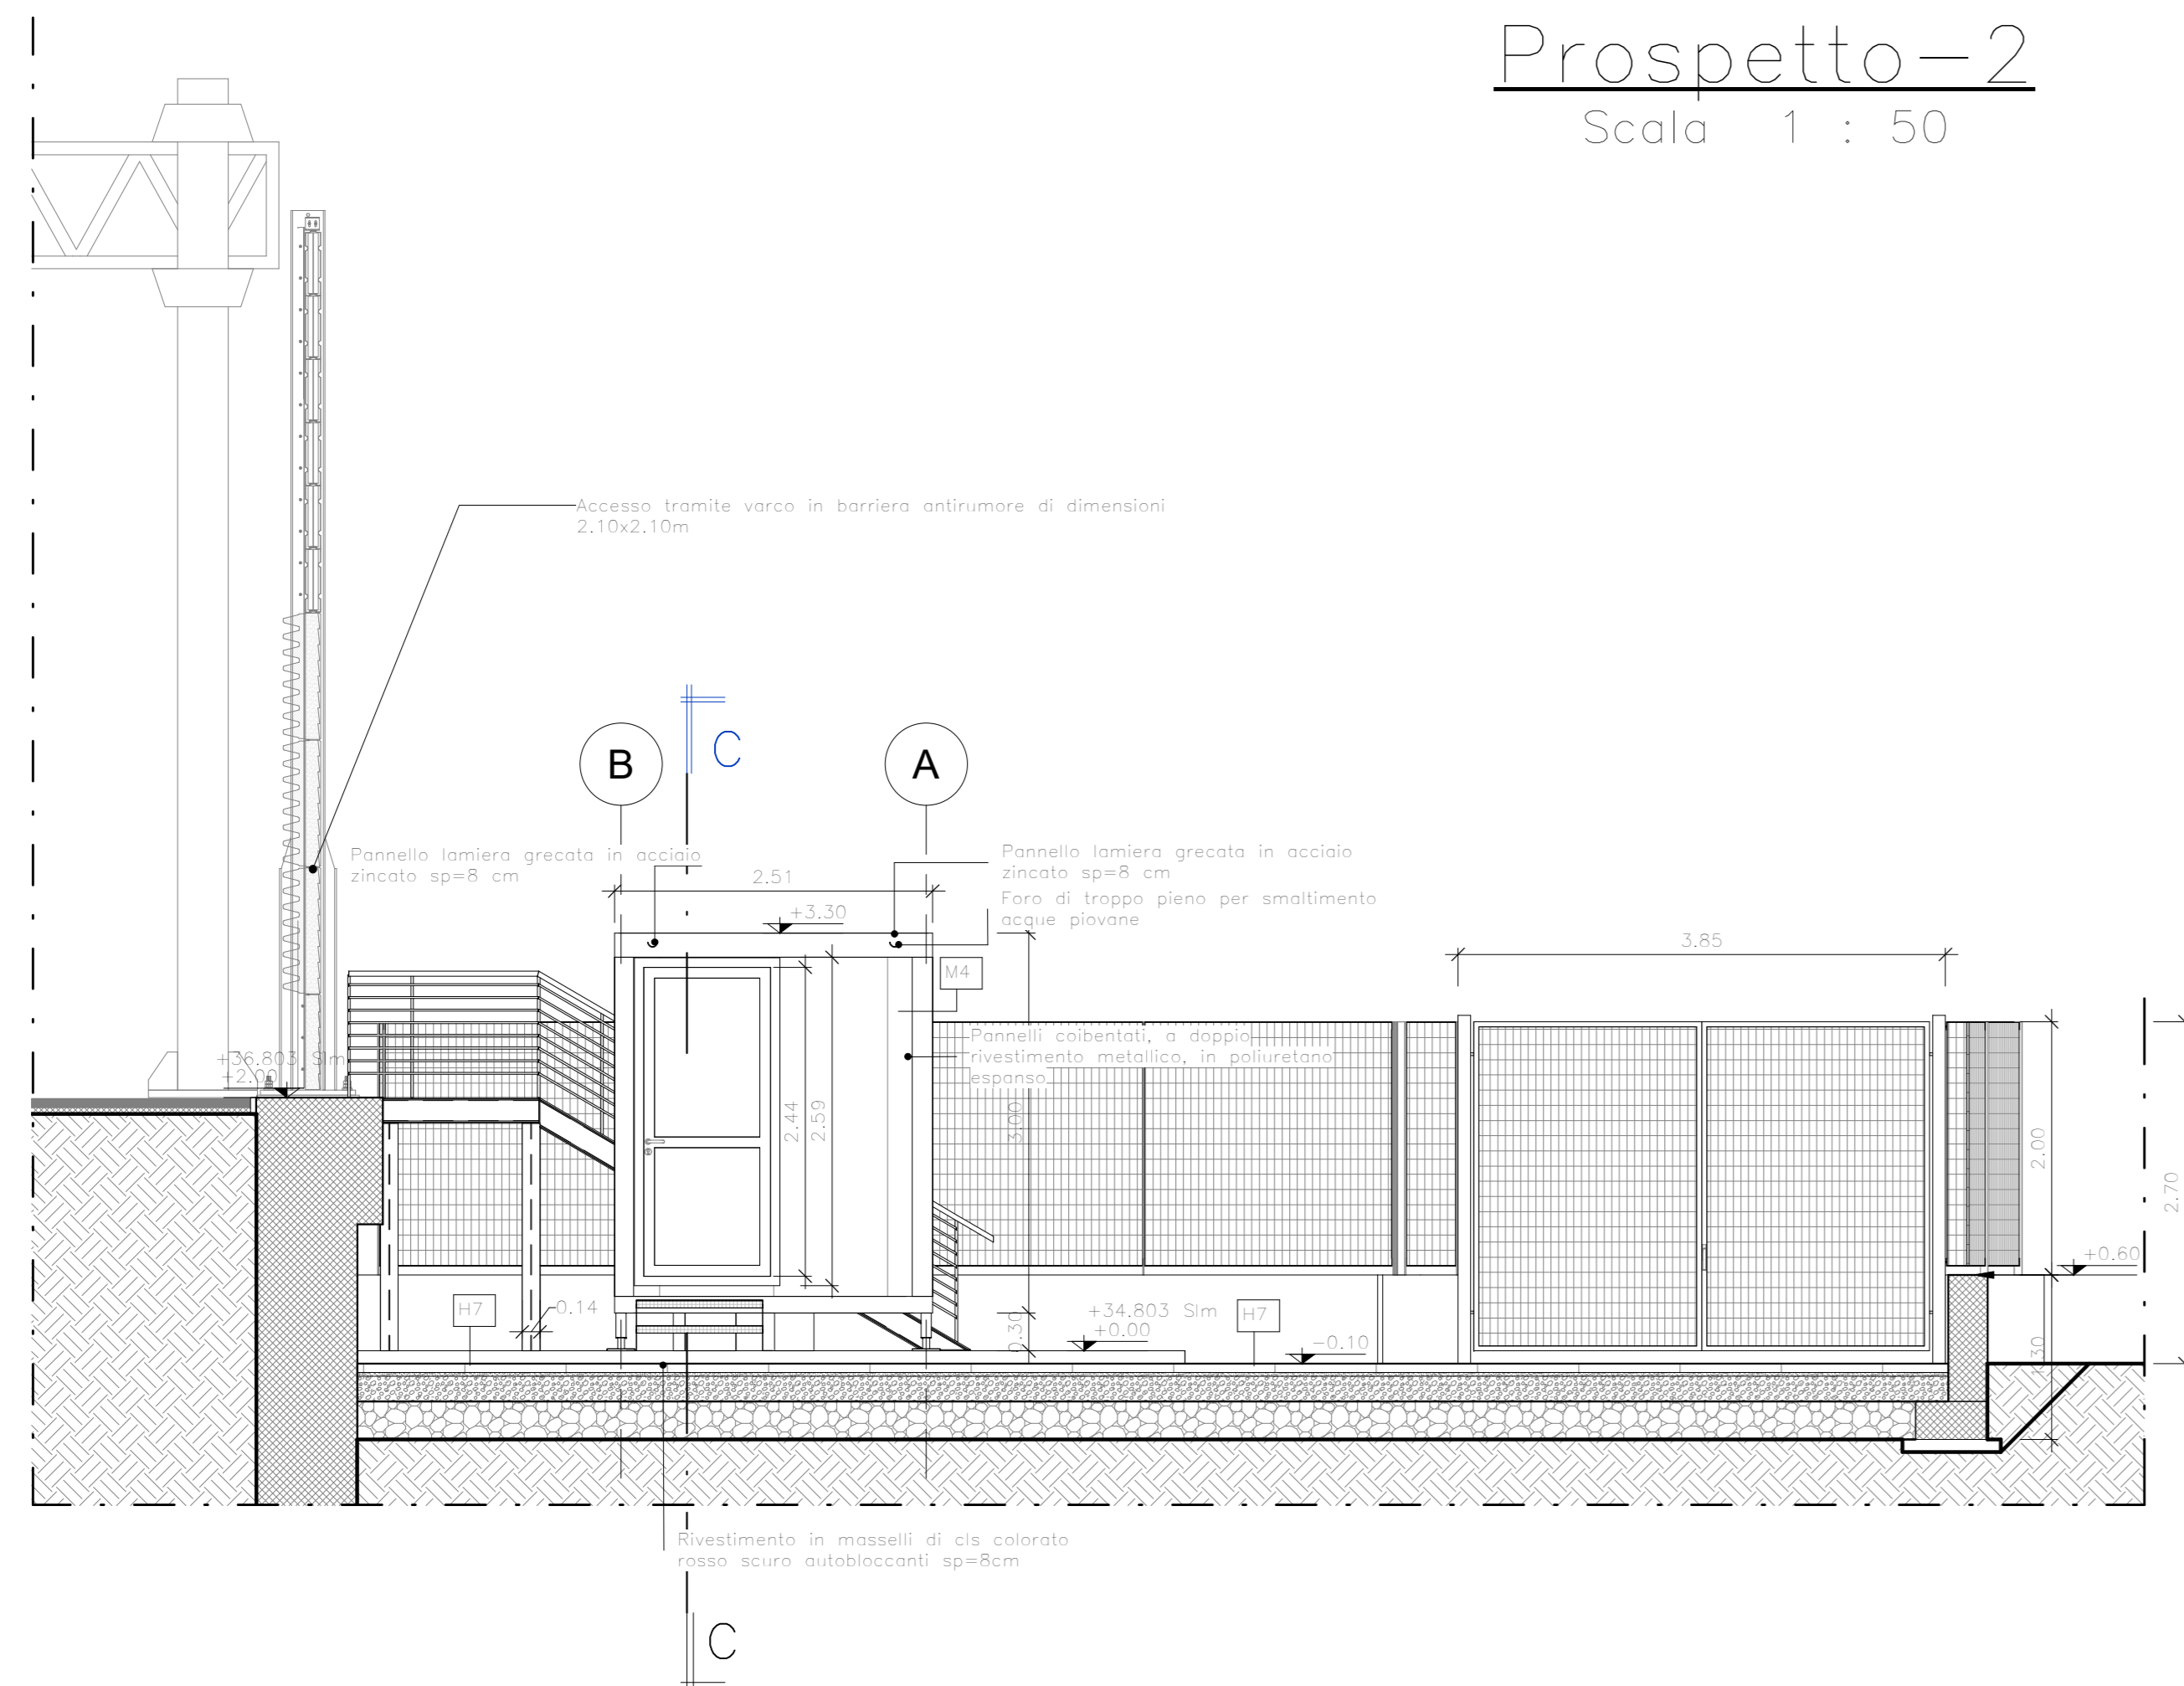 Prospetto-2
Scala 1 : 50
Accesso tramite varco in barriera antirumore di dimensioni
2.10x2.10m
C
B
A
Pannello lamiera grecata in acciaio
zincato sp=8 cm
2.51
Pannello lamiera grecata in acciaio
zincato sp=8 cm
Foro di troppo pieno per smaltimento
acque piovane
+3.30
3.85
M4
Pannelli coibentati, a doppio
rivestimento metallico, in poliuretano
espanso
+36.803 Slm
+2.00
2.44
2.59
3.00
2.00
2.70
+0.60
H7
0.14
0.30
+34.803 Slm
+0.00
H7
-0.10
1.30
Rivestimento in masselli di cls colorato
rosso scuro autobloccanti sp=8cm
C